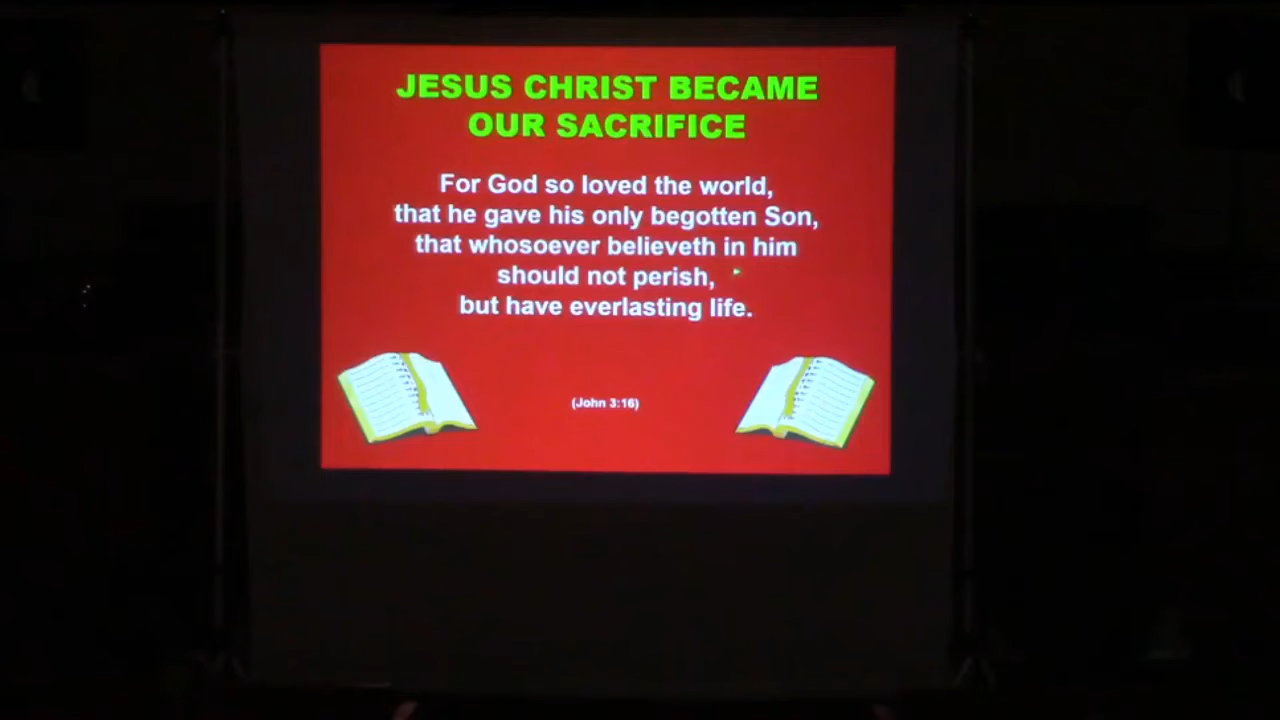 JESUS CHRIST BECAME
OUR SACRIFICE
For God so loved the world,
that he gave his only begotten Son,
that whosoever believeth in him
should not perish,
but have everlasting life.
(John 3:16)